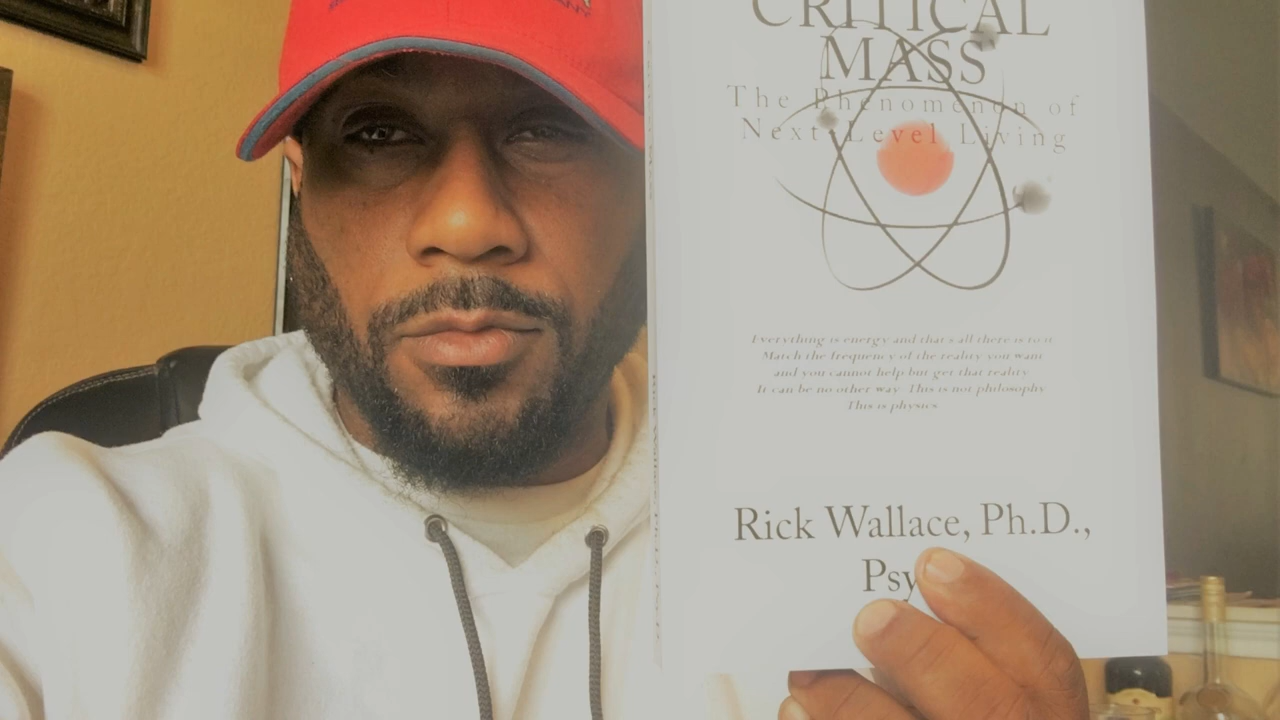 CRITICAL
MASS
The Phenomenon of
Next Level Living
Everything is energy and that's all there is to it
Match the frequency of the reality you want
and you cannot help but get that reality.
It can be no other way. This is not philosophy
This is physics.
Rick Wallace, Ph.D.,
Psy